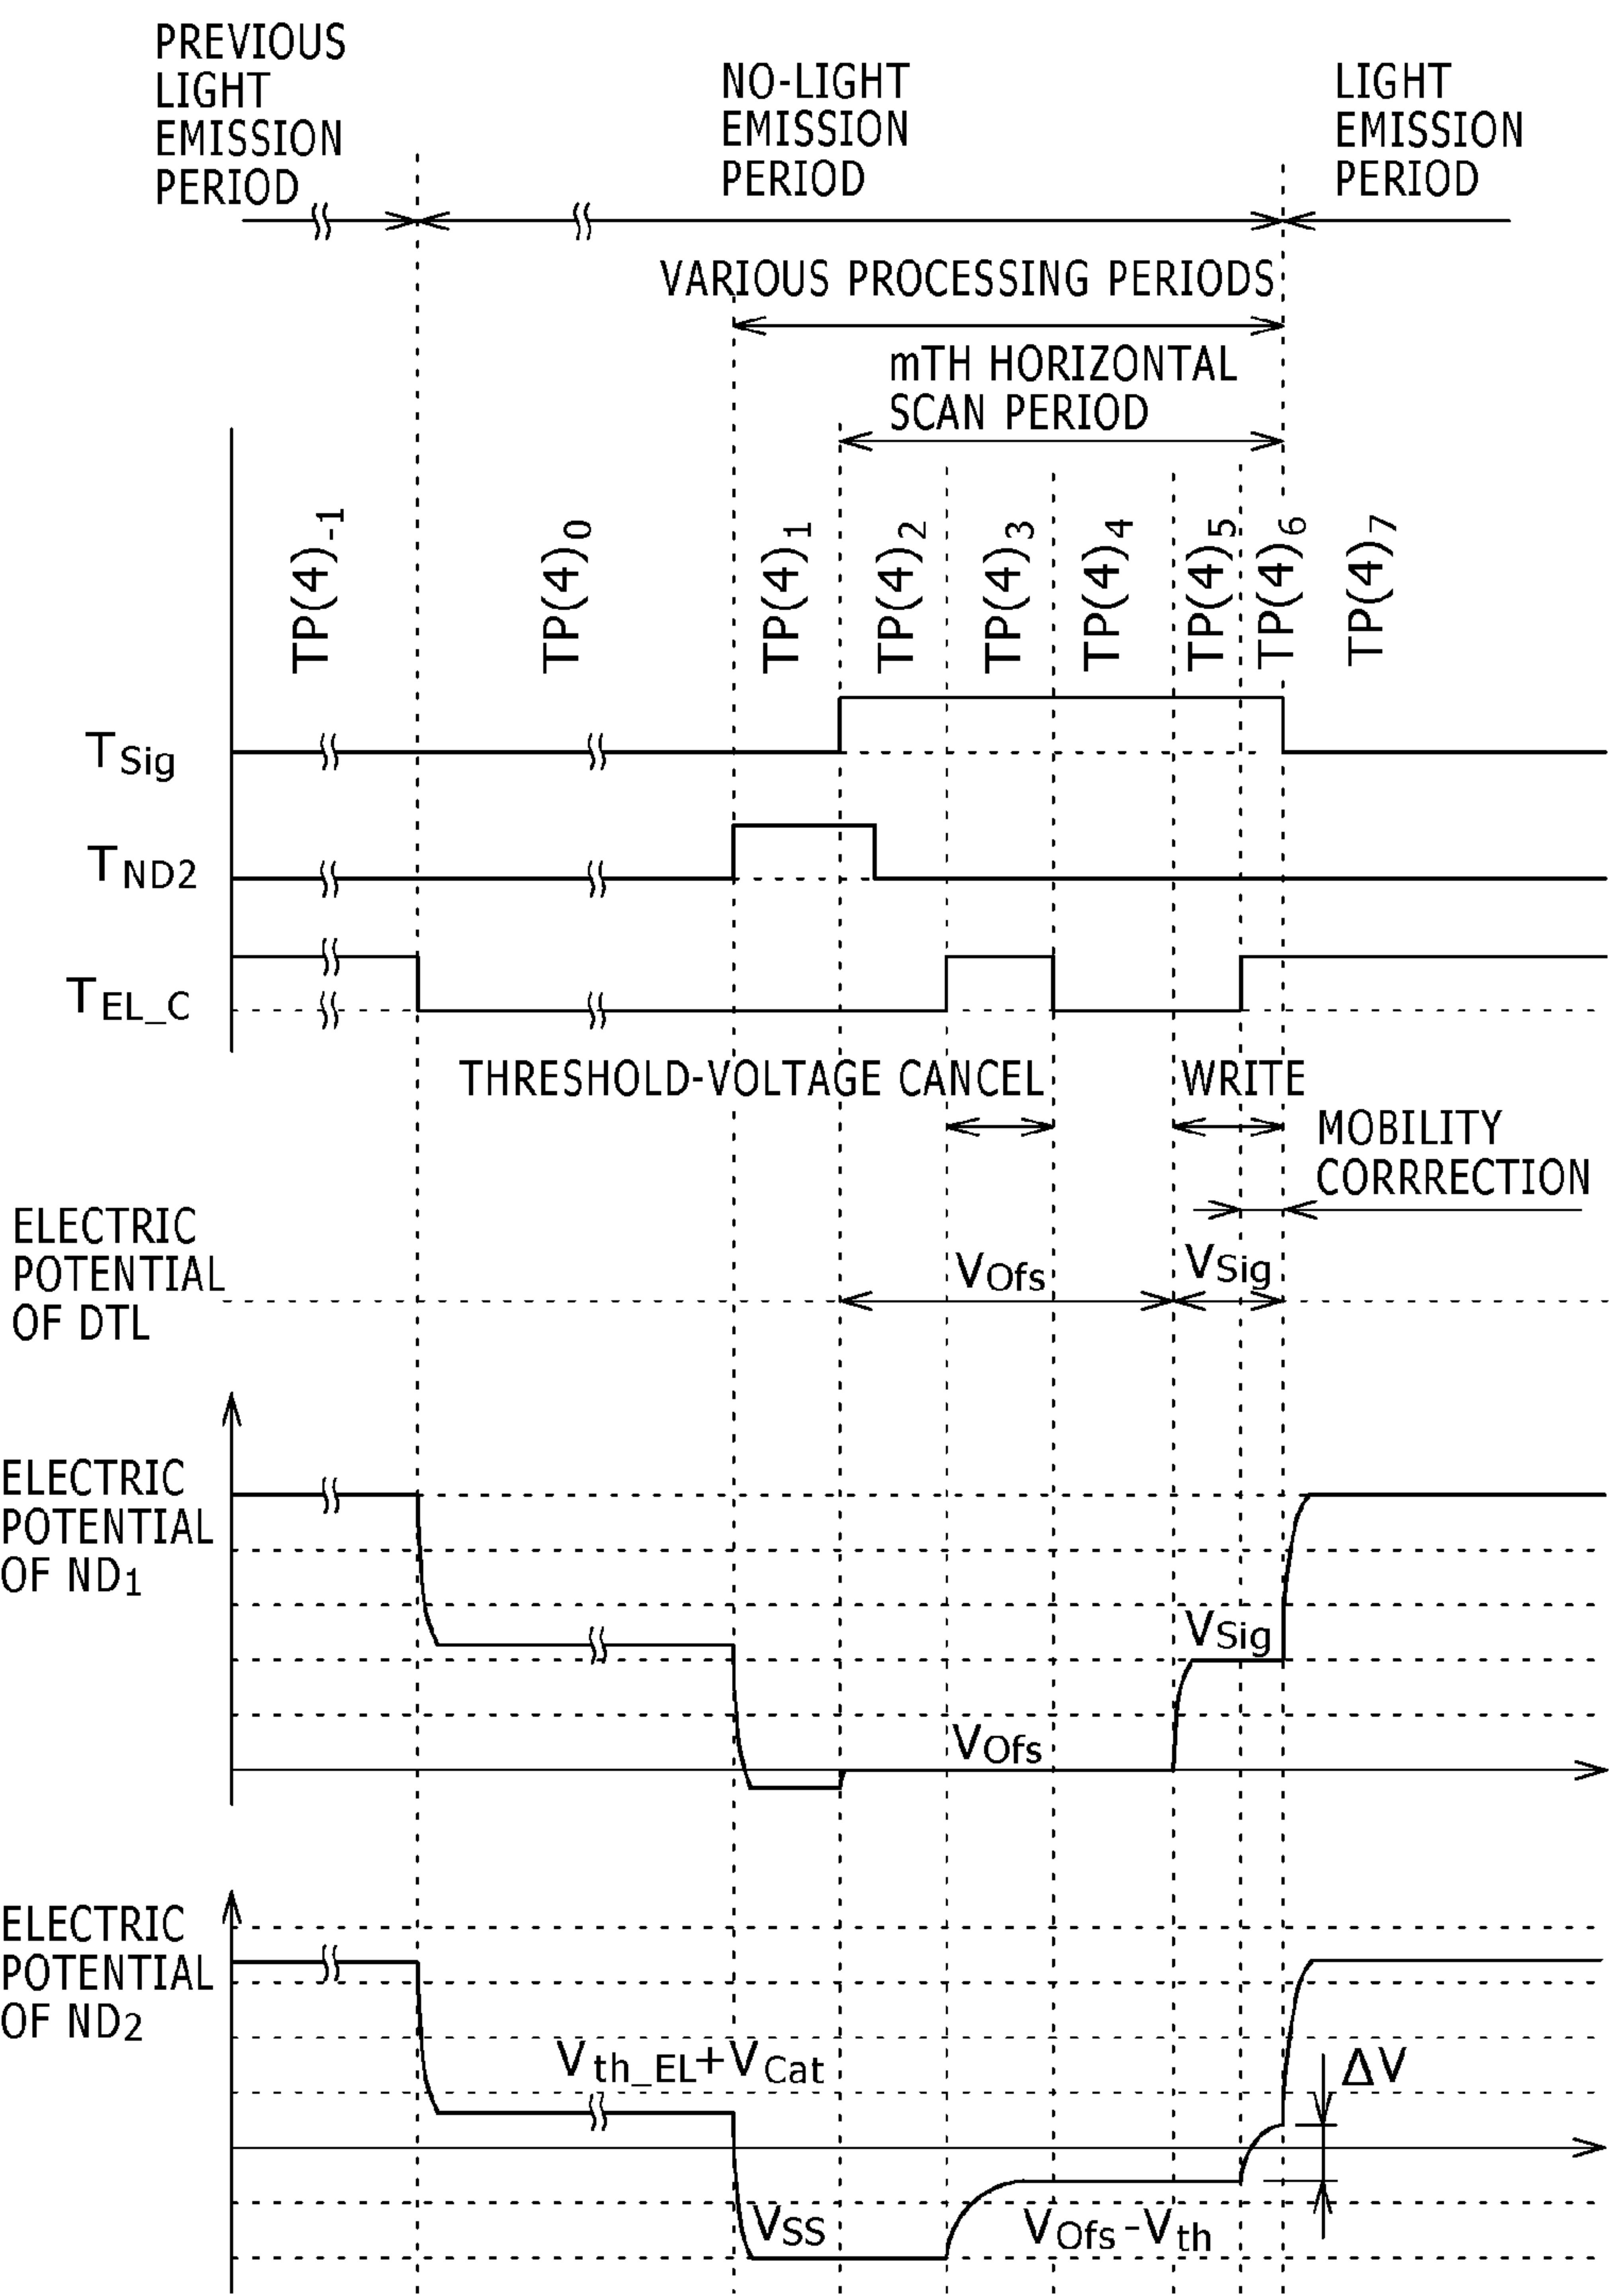 PREVIOUS
LIGHT
EMISSION
PERIOD
NO-LIGHT
EMISSION
PERIOD
LIGHT
EMISSION
PERIOD
VARIOUS PROCESSING PERIODS
mTH HORIZONTAL
SCAN PERIOD
TP(4)-1
TP(4)0
TP(4)1
TP(4)2
TP(4)3
TP(4)4
TP(4)5
TP(4)6
TP(4)7
TSig
TND2
TEL_C
THRESHOLD-VOLTAGE CANCEL
WRITE
MOBILITY
CORRRECTION
ELECTRIC
POTENTIAL
OF DTL
VOfs
VSig
ELECTRIC
POTENTIAL
OF ND1
VSig
VOfs
ELECTRIC
POTENTIAL
OF ND2
Vth_EL+VCat
ΔV
VSS
VOfs-Vth